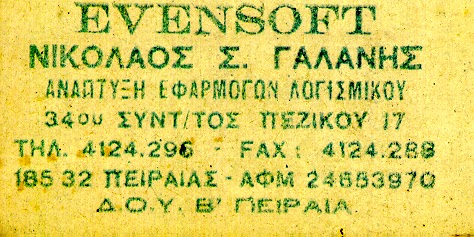 EVENSOFT
ΝΙΚΟΛΑΟΣ Σ. ΓΑΛΑΝΗΣ
ΑΝΑΠΤΥΞΗ ΕΦΑΡΜΟΓΩΝ ΛΟΓΙΣΜΙΚΟΥ
34ου ΣΥΝΤ/ΤΟΣ ΠΕΖΙΚΟΥ 17
ΤΗΛ. 4124.296 - FAX : 4124.288
185 32 ΠΕΙΡΑΙΑΣ - ΑΦΜ 24683970
Δ.Ο.Υ. Β' ΠΕΙΡΑΙΑ